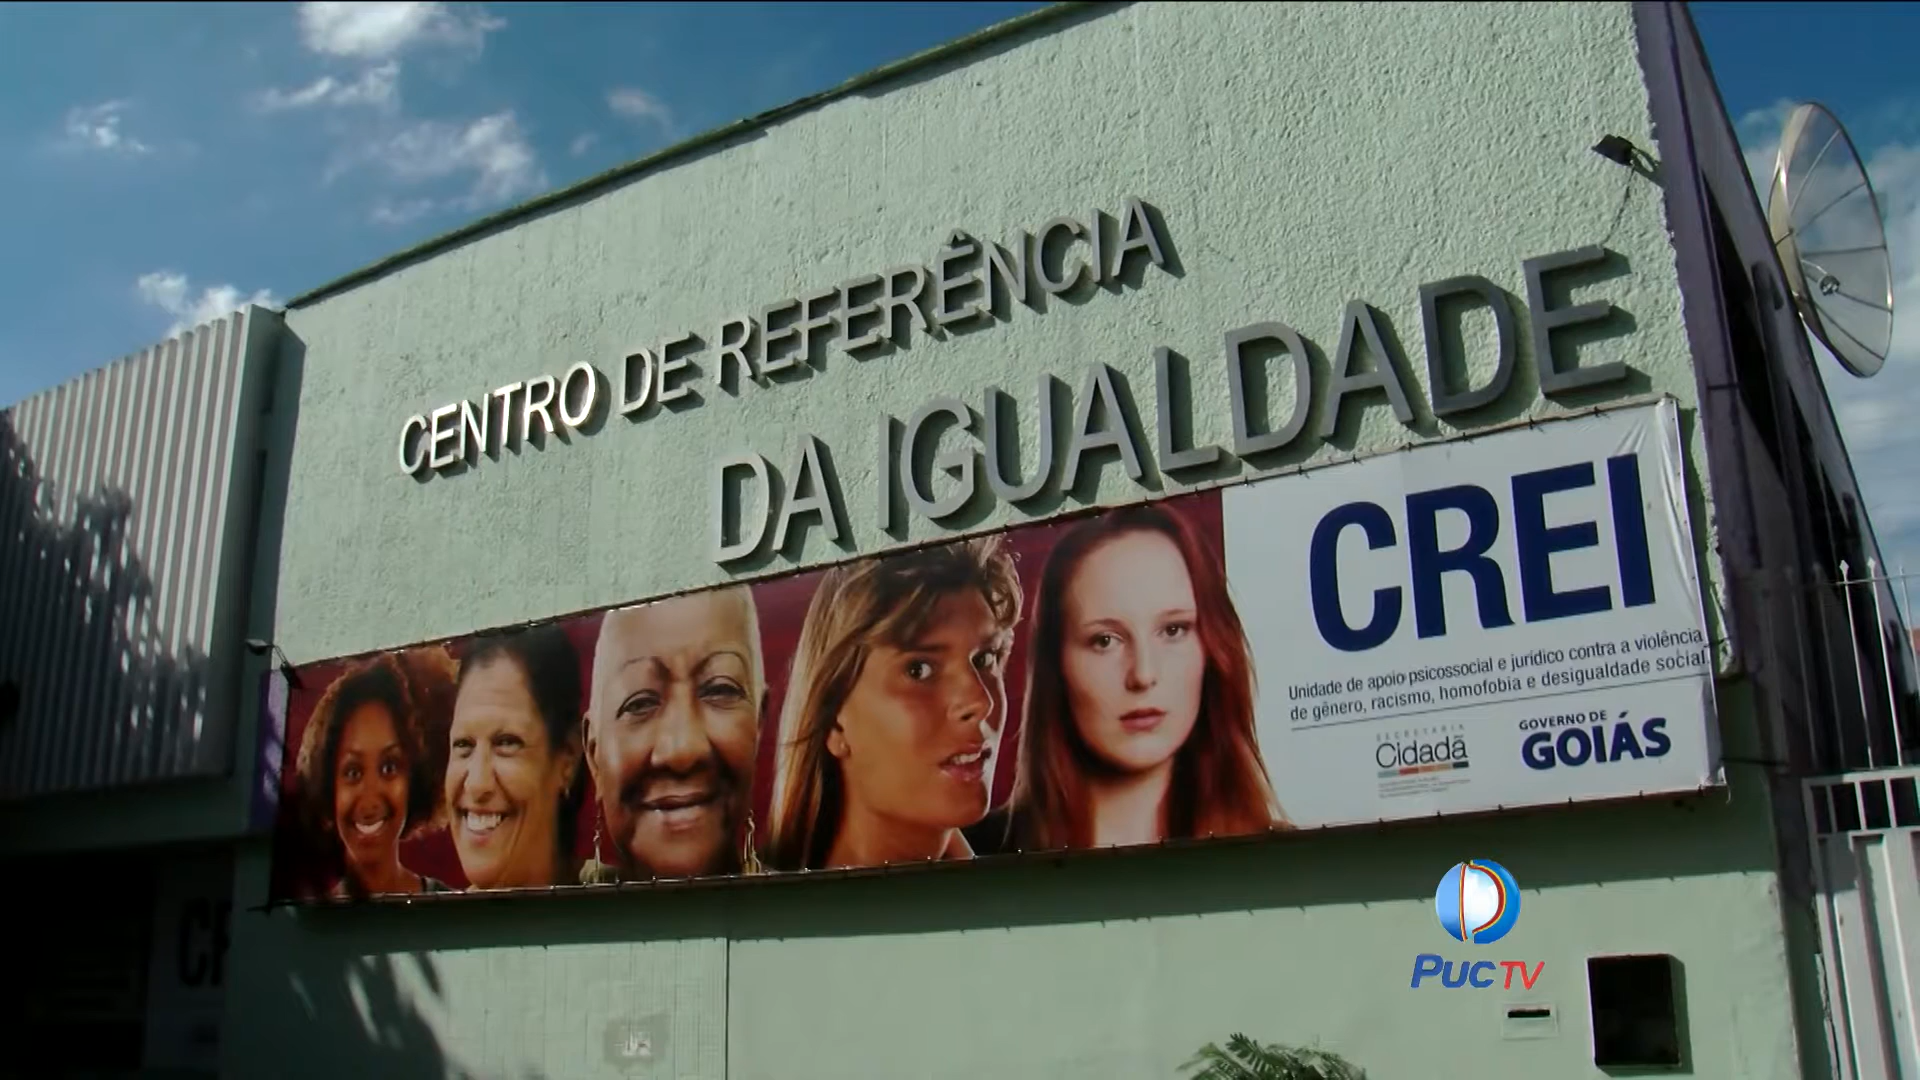 CENTRO DE REFERÊNCIA
DA IGUALDADE
CREI
Unidade de apoio psicossocial e jurídico contra a violência
de gênero, racismo, homofobia e desigualdade social.
SECRETARIA
Cidadã
GOVERNO DE
GOIÁS
PUC TV